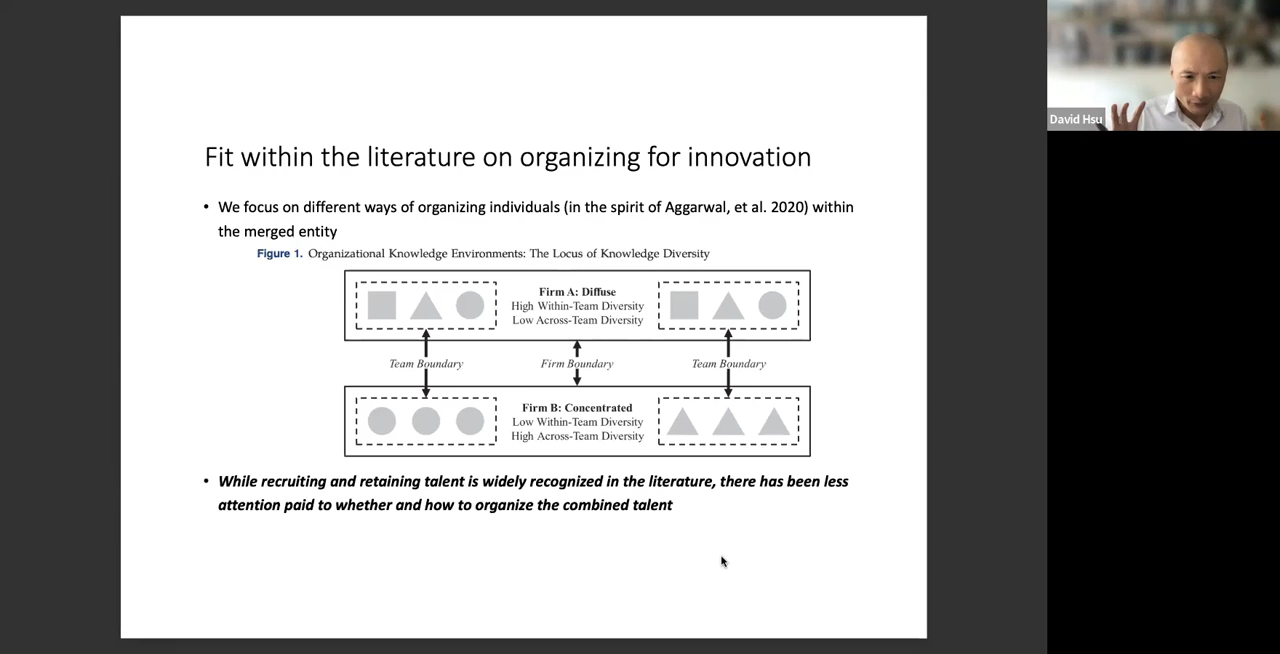 Fit within the literature on organizing for innovation
• We focus on different ways of organizing individuals (in the spirit of Aggarwal, et al. 2020) within
the merged entity
Figure 1. Organizational Knowledge Environments: The Locus of Knowledge Diversity
Firm A: Diffuse
High Within-Team Diversity
Low Across-Team Diversity
Team Boundary
Firm Boundary
Team Boundary
Firm B: Concentrated
Low Within-Team Diversity
High Across-Team Diversity
• While recruiting and retaining talent is widely recognized in the literature, there has been less
attention paid to whether and how to organize the combined talent
David Hsu